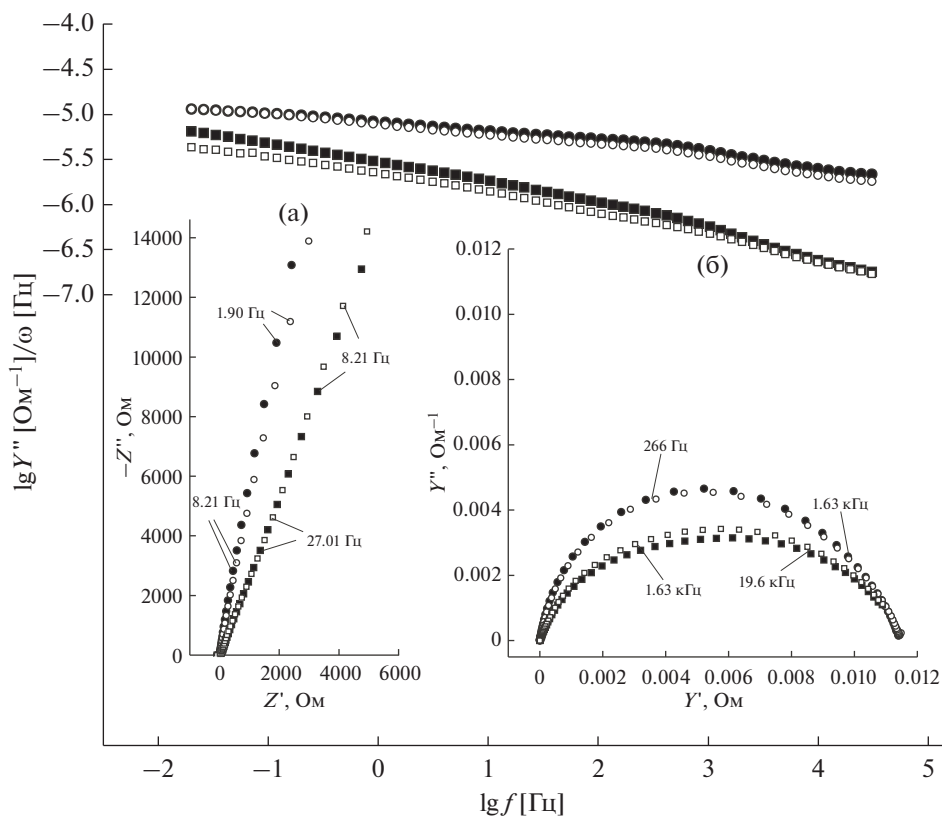 −4.0
−4.5
−5.0
−5.5
−6.0
−6.5
−7.0
lgY'' [Ом⁻¹]/ω [Гц]
(а)
14000
12000
10000
8000
6000
4000
2000
0
−Z'', Ом
1.90 Гц
8.21 Гц
8.21 Гц
27.01 Гц
0 2000 4000 6000
Z', Ом
(б)
0.012
0.010
0.008
0.006
0.004
0.002
0
Y'', Ом⁻¹
266 Гц
1.63 кГц
1.63 кГц
19.6 кГц
0 0.002 0.004 0.006 0.008 0.010 0.012
Y', Ом
−2 −1 0 1 2 3 4 5
lg f [Гц]